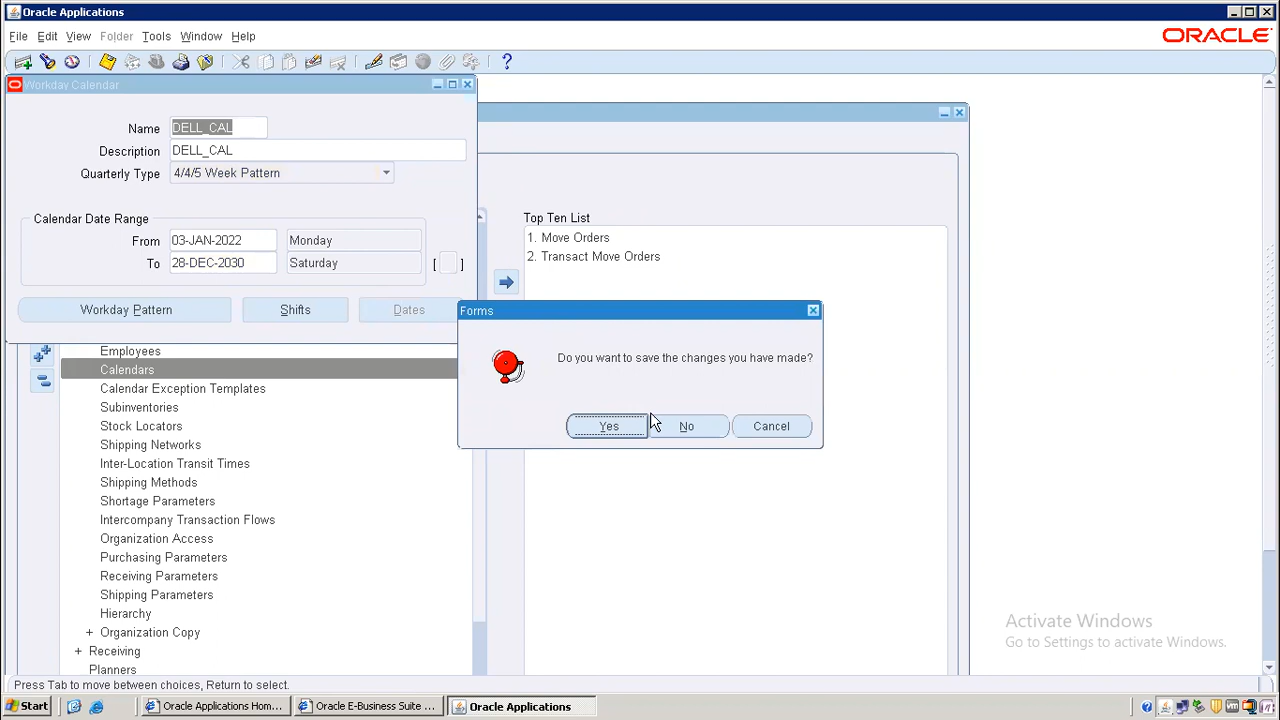 Oracle Applications
File Edit View Folder Tools Window Help
ORACLE
Workday Calendar
Name DELL_CAL
Description DELL_CAL
Quarterly Type 4/4/5 Week Pattern
Calendar Date Range
From 03-JAN-2022 Monday
To 28-DEC-2030 Saturday [ ]
Workday Pattern Shifts Dates
Top Ten List
1. Move Orders
2. Transact Move Orders
Forms
Do you want to save the changes you have made?
Yes No Cancel
Employees
Calendars
Calendar Exception Templates
Subinventories
Stock Locators
Shipping Networks
Inter-Location Transit Times
Shipping Methods
Shortage Parameters
Intercompany Transaction Flows
Organization Access
Purchasing Parameters
Receiving Parameters
Shipping Parameters
Hierarchy
+ Organization Copy
+ Receiving
Planners
Activate Windows
Go to Settings to activate Windows.
Press Tab to move between choices, Return to select.
Start Oracle Applications Hom... Oracle E-Business Suite ... Oracle Applications